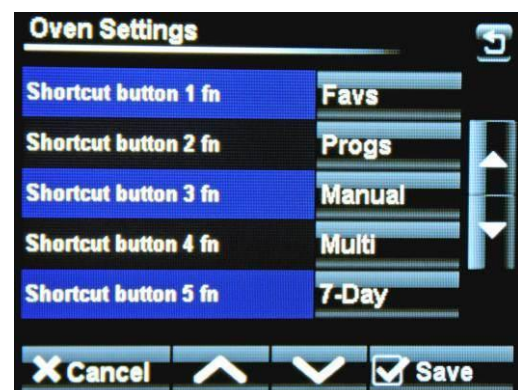 Oven Settings
Shortcut button 1 fn Favs
Shortcut button 2 fn Progs
Shortcut button 3 fn Manual
Shortcut button 4 fn Multi
Shortcut button 5 fn 7-Day
Cancel Save